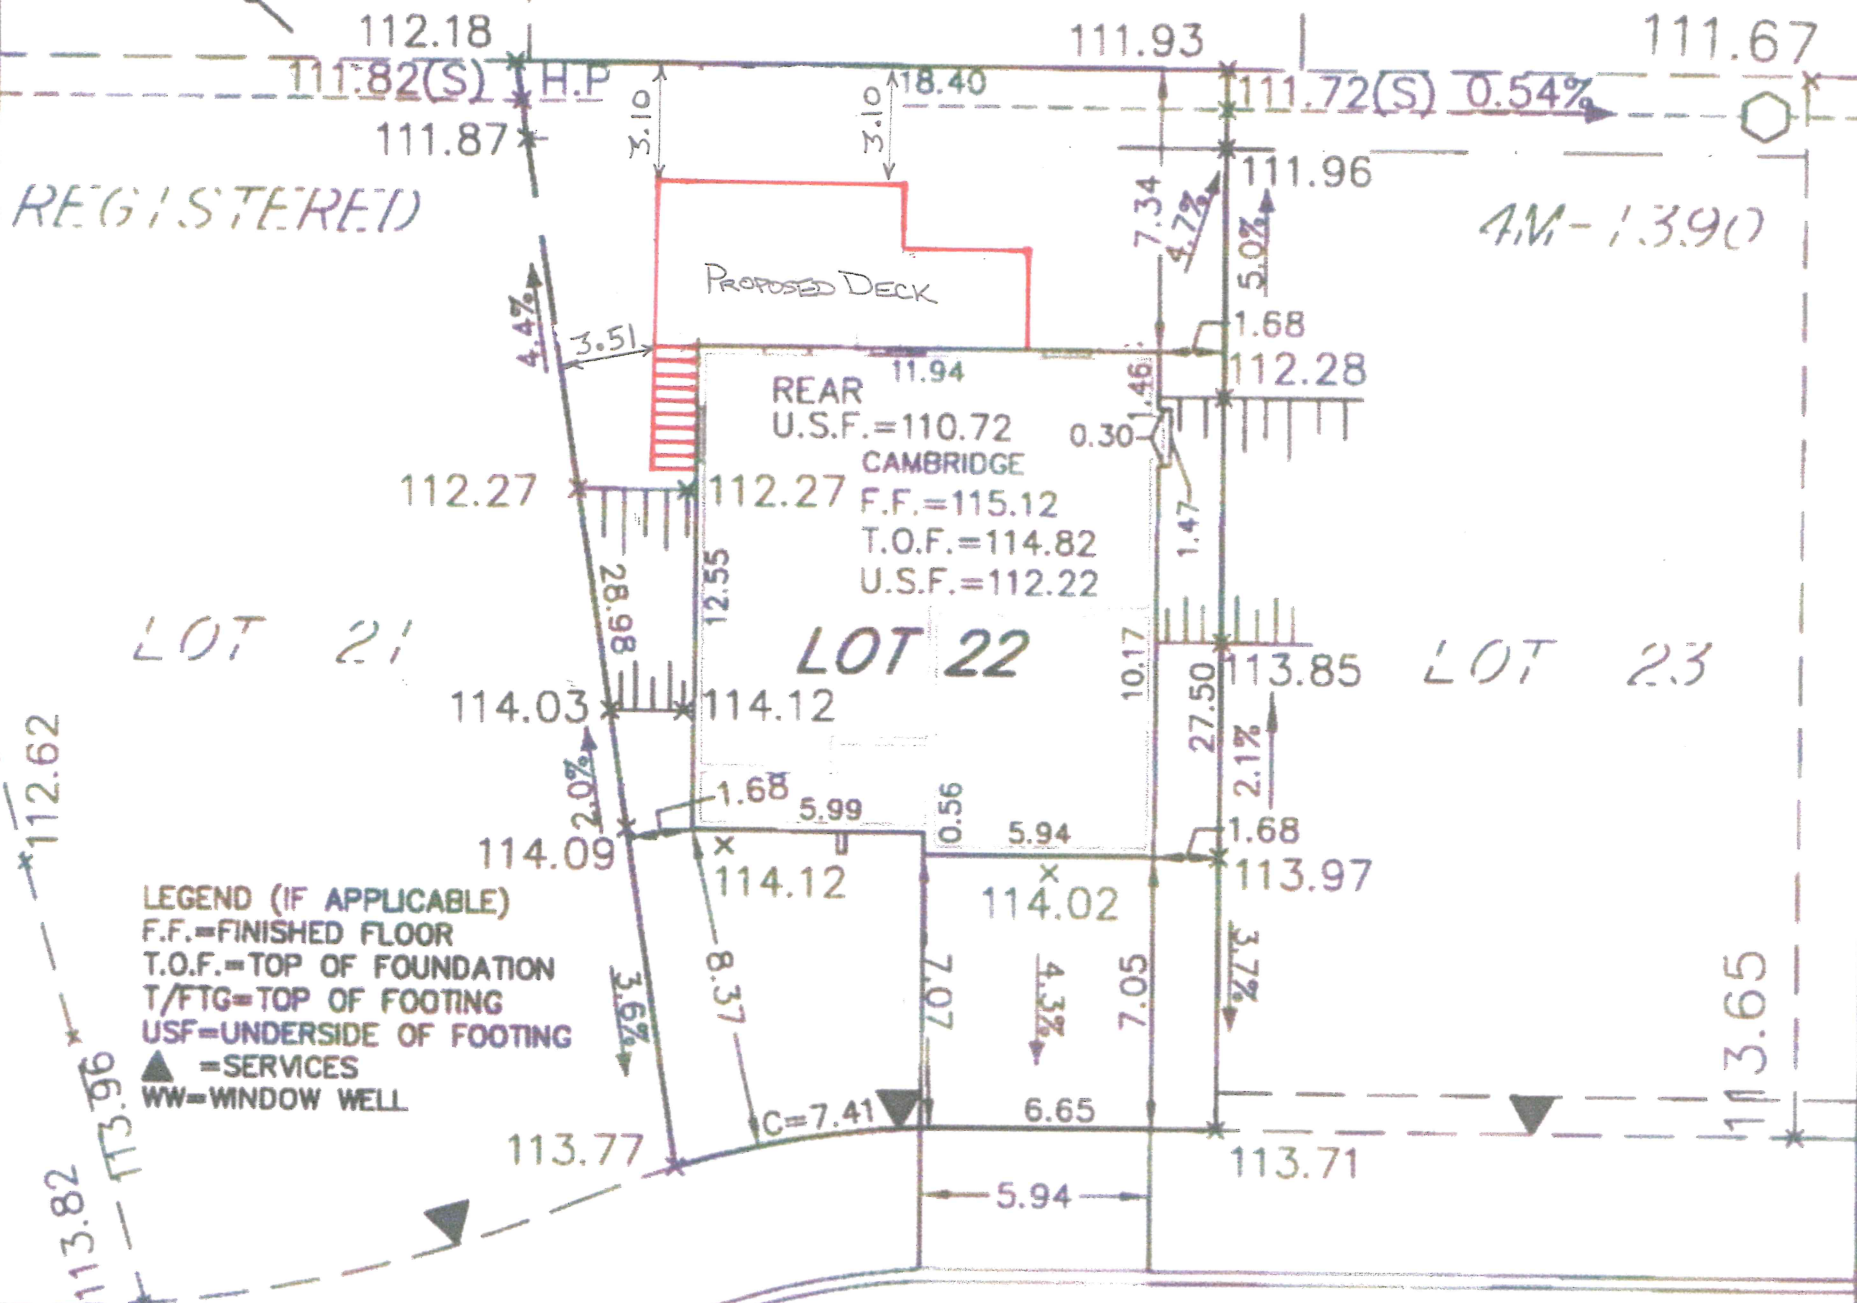 112.18
111.93
111.67
111.82(S)
H.P
3.10
3.10
18.40
111.72(S) 0.54%
111.87
111.96
REGISTERED
4M-1390
7.34
4.7%
5.0%
PROPOSED DECK
4.4%
3.51
1.68
11.94
112.28
1.46
REAR
U.S.F.=110.72
0.30
CAMBRIDGE
112.27
112.27
F.F.=115.12
T.O.F.=114.82
U.S.F.=112.22
1.47
12.55
28.98
LOT 21
LOT 22
10.17
LOT 23
113.85
114.03
114.12
27.50
2.1%
112.62
2.0%
1.68
5.99
0.56
5.94
1.68
114.09
114.12
114.02
113.97
LEGEND (IF APPLICABLE)
F.F.=FINISHED FLOOR
T.O.F.=TOP OF FOUNDATION
T/FTG=TOP OF FOOTING
USF=UNDERSIDE OF FOOTING
=SERVICES
WW=WINDOW WELL
3.6%
8.37
7.07
4.3%
7.05
3.7%
113.65
113.96
C=7.41
6.65
113.77
113.71
113.82
5.94